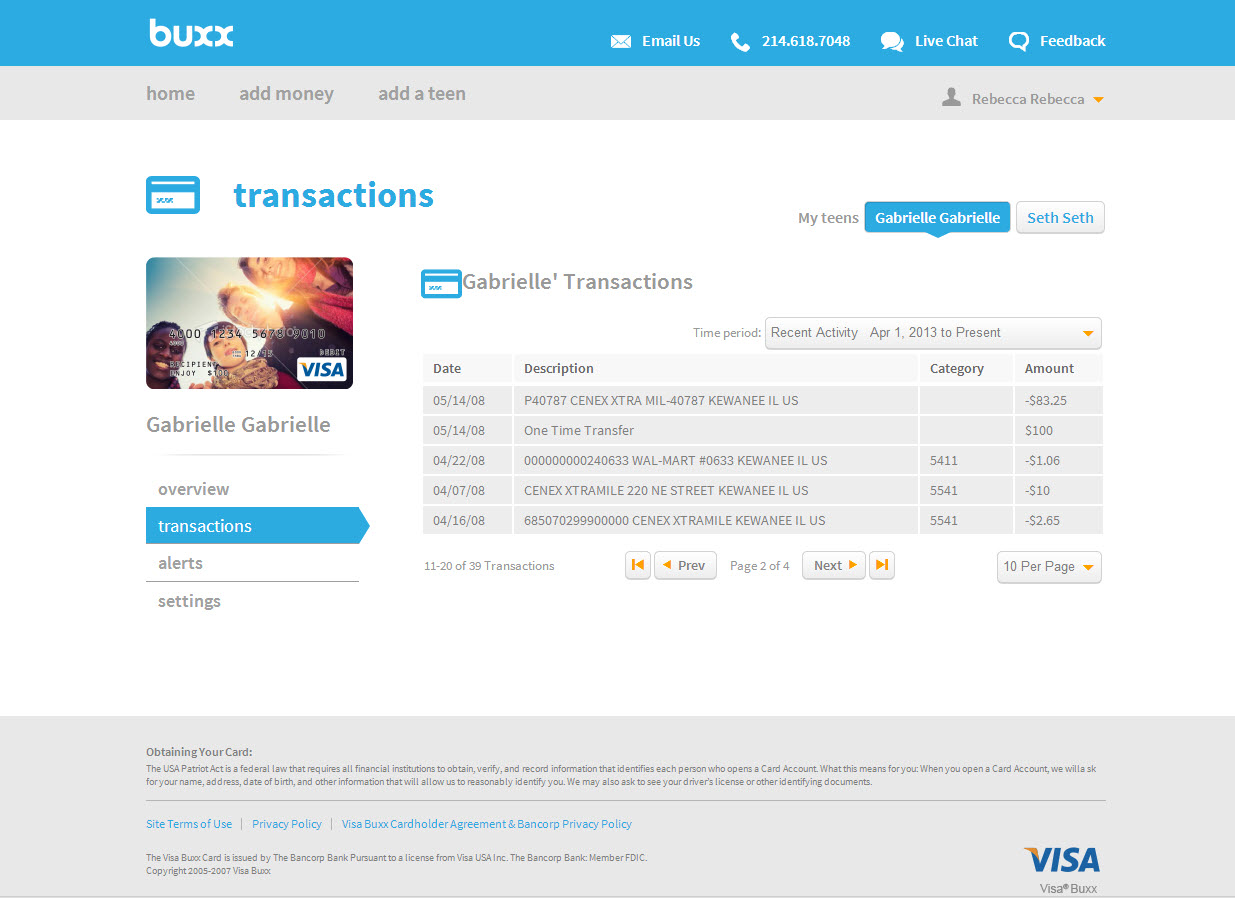 buxx
Email Us 214.618.7048 Live Chat Feedback
home add money add a teen Rebecca Rebecca
transactions
My teens Gabrielle Gabrielle Seth Seth
4000 1234 5678 9010
12/15
DEBIT
RECIPIENT
ENJOY $100
VISA
Gabrielle' Transactions
Time period: Recent Activity Apr 1, 2013 to Present
Date Description Category Amount
05/14/08 P40787 CENEX XTRA MIL-40787 KEWANEE IL US -$83.25
05/14/08 One Time Transfer $100
04/22/08 000000000240633 WAL-MART #0633 KEWANEE IL US 5411 -$1.06
04/07/08 CENEX XTRAMILE 220 NE STREET KEWANEE IL US 5541 -$10
04/16/08 685070299900000 CENEX XTRAMILE KEWANEE IL US 5541 -$2.65
11-20 of 39 Transactions Prev Page 2 of 4 Next 10 Per Page
Gabrielle Gabrielle
overview
transactions
alerts
settings
Obtaining Your Card:
The USA Patriot Act is a federal law that requires all financial institutions to obtain, verify, and record information that identifies each person who opens a Card Account. What this means for you: When you open a Card Account, we willa sk
for your name, address, date of birth, and other information that will allow us to reasonably identify you. We may also ask to see your driver's license or other identifying documents.
Site Terms of Use | Privacy Policy | Visa Buxx Cardholder Agreement & Bancorp Privacy Policy
The Visa Buxx Card is issued by The Bancorp Bank Pursuant to a license from Visa USA Inc. The Bancorp Bank: Member FDIC.
Copyright 2005-2007 Visa Buxx
VISA
Visa® Buxx